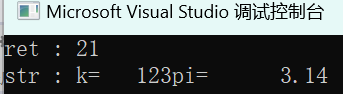 Microsoft Visual Studio 调试控制台
ret : 21
str : k=   123pi=      3.14